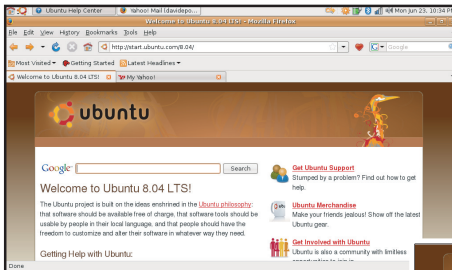 Ubuntu Help Center
Yahoo! Mail (davidepo...
Mon Jun 23, 10:34 PM
Welcome to Ubuntu 8.04 LTS! - Mozilla Firefox
File Edit View History Bookmarks Tools Help
http://start.ubuntu.com/8.04/
Google
Most Visited Getting Started Latest Headlines
Welcome to Ubuntu 8.04 LTS!
My Yahoo!
ubuntu
Google
Search
Welcome to Ubuntu 8.04 LTS!
The Ubuntu project is built on the ideas enshrined in the Ubuntu philosophy:
that software should be available free of charge, that software tools should be
usable by people in their local language, and that people should have the
freedom to customize and alter their software in whatever way they need.
Getting Help with Ubuntu:
Get Ubuntu Support
Stumped by a problem? Find out how to get
help.
Ubuntu Merchandise
Make your friends jealous! Show off the latest
Ubuntu gear.
Get Involved with Ubuntu
Ubuntu is also a community with limitless
Done